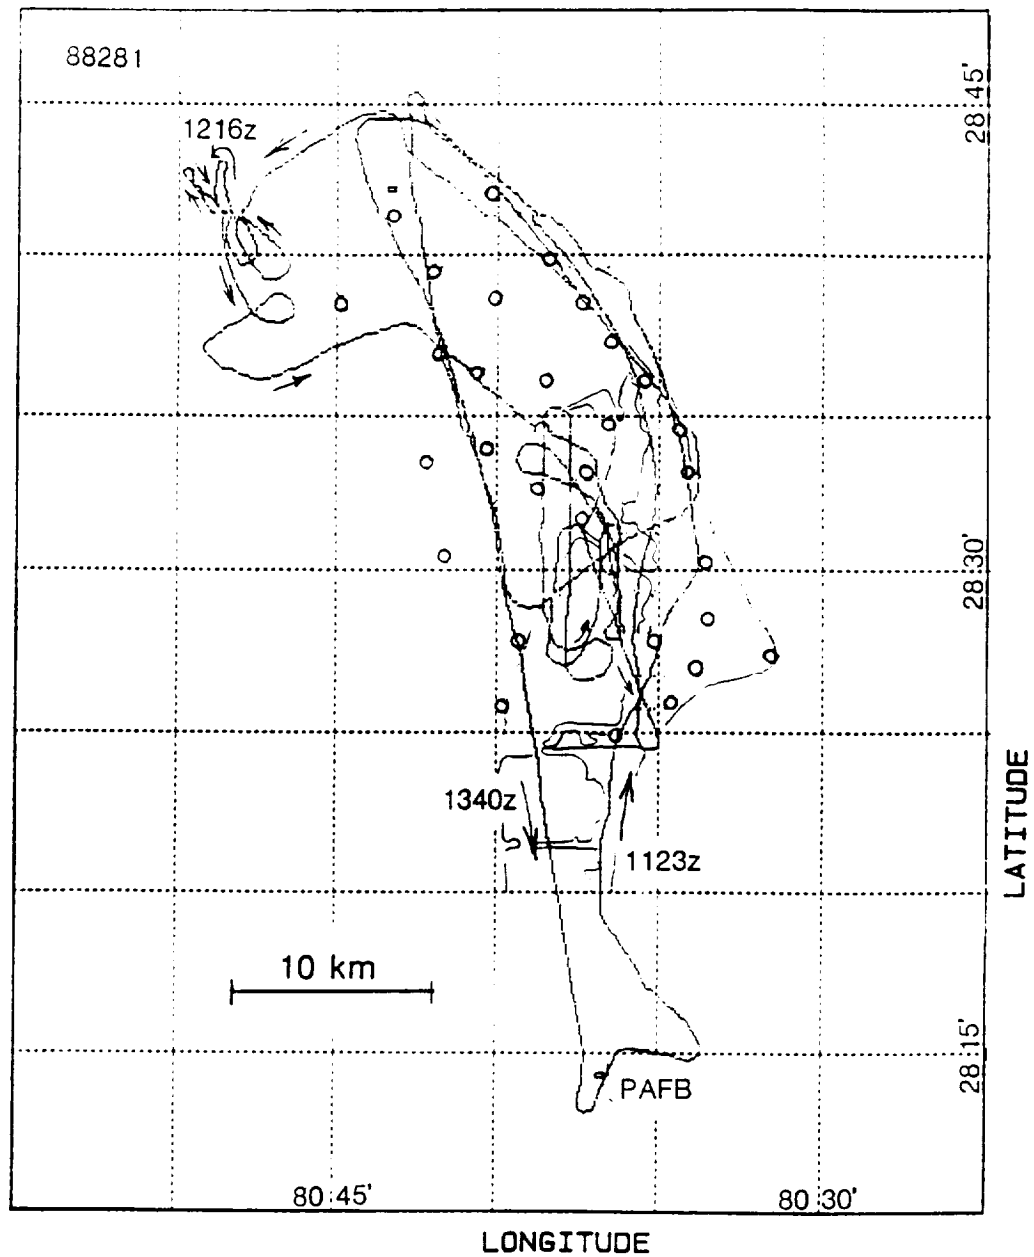 88281
28 45'
1216z
28 30'
1340z
1123z
LATITUDE
10 km
28 15'
PAFB
80 45'
80 30'
LONGITUDE